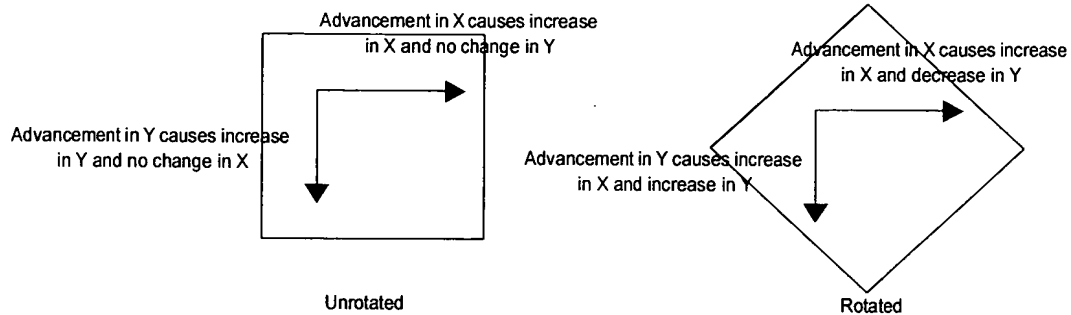 Advancement in X causes increase
in X and no change in Y
Advancement in Y causes increase
in Y and no change in X
Unrotated
Advancement in X causes increase
in X and decrease in Y
Advancement in Y causes increase
in X and increase in Y
Rotated